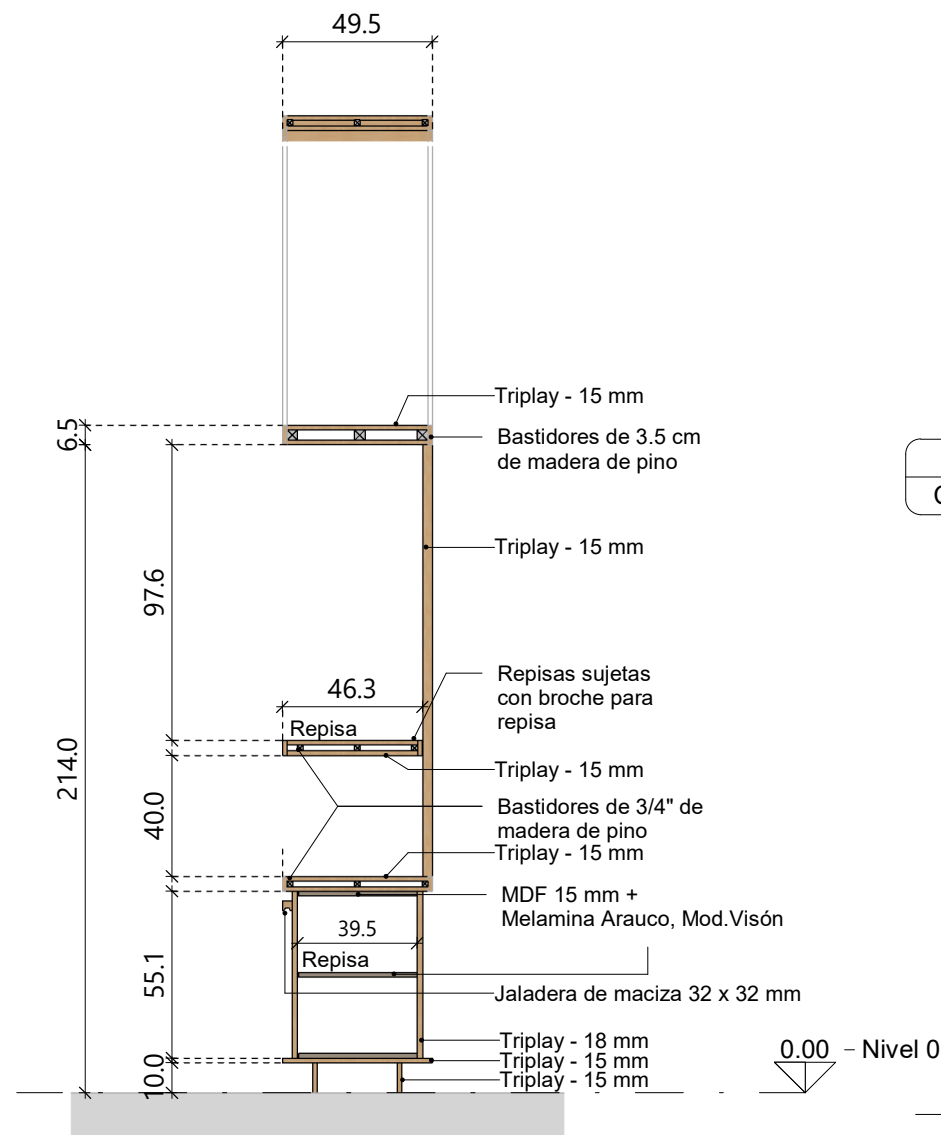 49.5
Triplay - 15 mm
6.5
Bastidores de 3.5 cm
de madera de pino
Triplay - 15 mm
97.6
Repisas sujetas
con broche para
repisa
46.3
Repisa
214.0
Triplay - 15 mm
40.0
Bastidores de 3/4" de
madera de pino
Triplay - 15 mm
MDF 15 mm +
Melamina Arauco, Mod.Visón
39.5
Repisa
55.1
Jaladera de maciza 32 x 32 mm
Triplay - 18 mm
Triplay - 15 mm
Triplay - 15 mm
10.0
0.00 - Nivel 0